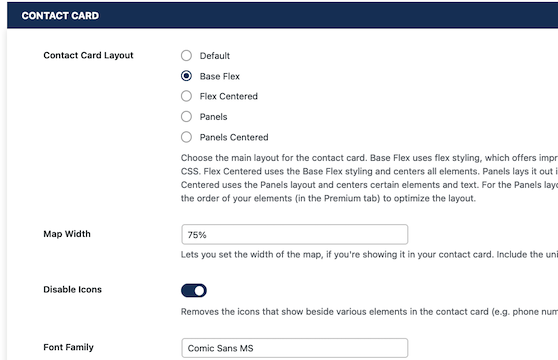 CONTACT CARD
Contact Card Layout
Default
Base Flex
Flex Centered
Panels
Panels Centered
Choose the main layout for the contact card. Base Flex uses flex styling, which offers impr
CSS. Flex Centered uses the Base Flex styling and centers all elements. Panels lays it out i
Centered uses the Panels layout and centers certain elements and text. For the Panels layo
the order of your elements (in the Premium tab) to optimize the layout.
Map Width
75%
Lets you set the width of the map, if you're showing it in your contact card. Include the uni
Disable Icons
Removes the icons that show beside various elements in the contact card (e.g. phone num
Font Family
Comic Sans MS